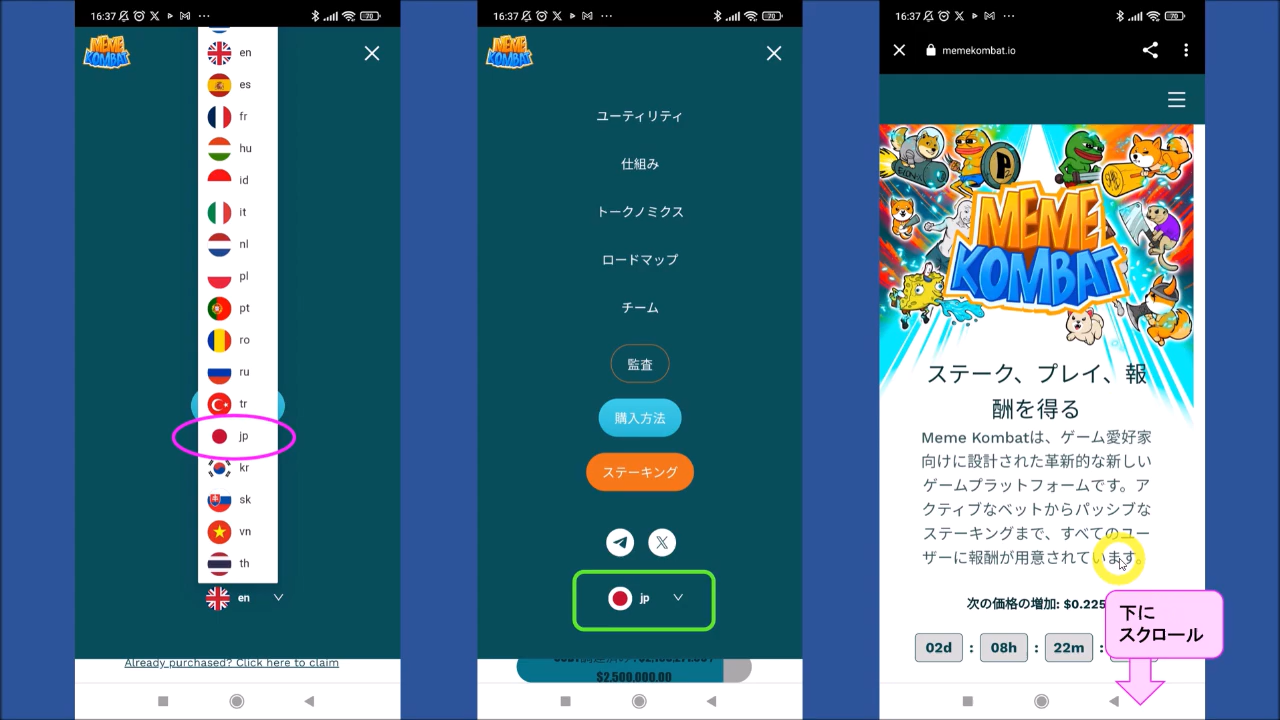 16:37
70
MEME
KOMBAT
en
es
fr
hu
id
it
nl
pl
pt
ro
ru
tr
jp
kr
sk
vn
th
en
Already purchased? Click here to claim
16:37
70
MEME
KOMBAT
ユーティリティ
仕組み
トークノミクス
ロードマップ
チーム
監査
購入方法
ステーキング
jp
$2,500,000.00
16:37
70
memekombat.io
MEME
KOMBAT
ステーク、プレイ、報
酬を得る
Meme Kombatは、ゲーム愛好家
向けに設計された革新的な新しい
ゲームプラットフォームです。ア
クティブなベットからパッシブな
ステーキングまで、すべてのユー
ザーに報酬が用意されています。
次の価格の増加: $0.225
02d : 08h : 22m :
下に
スクロール